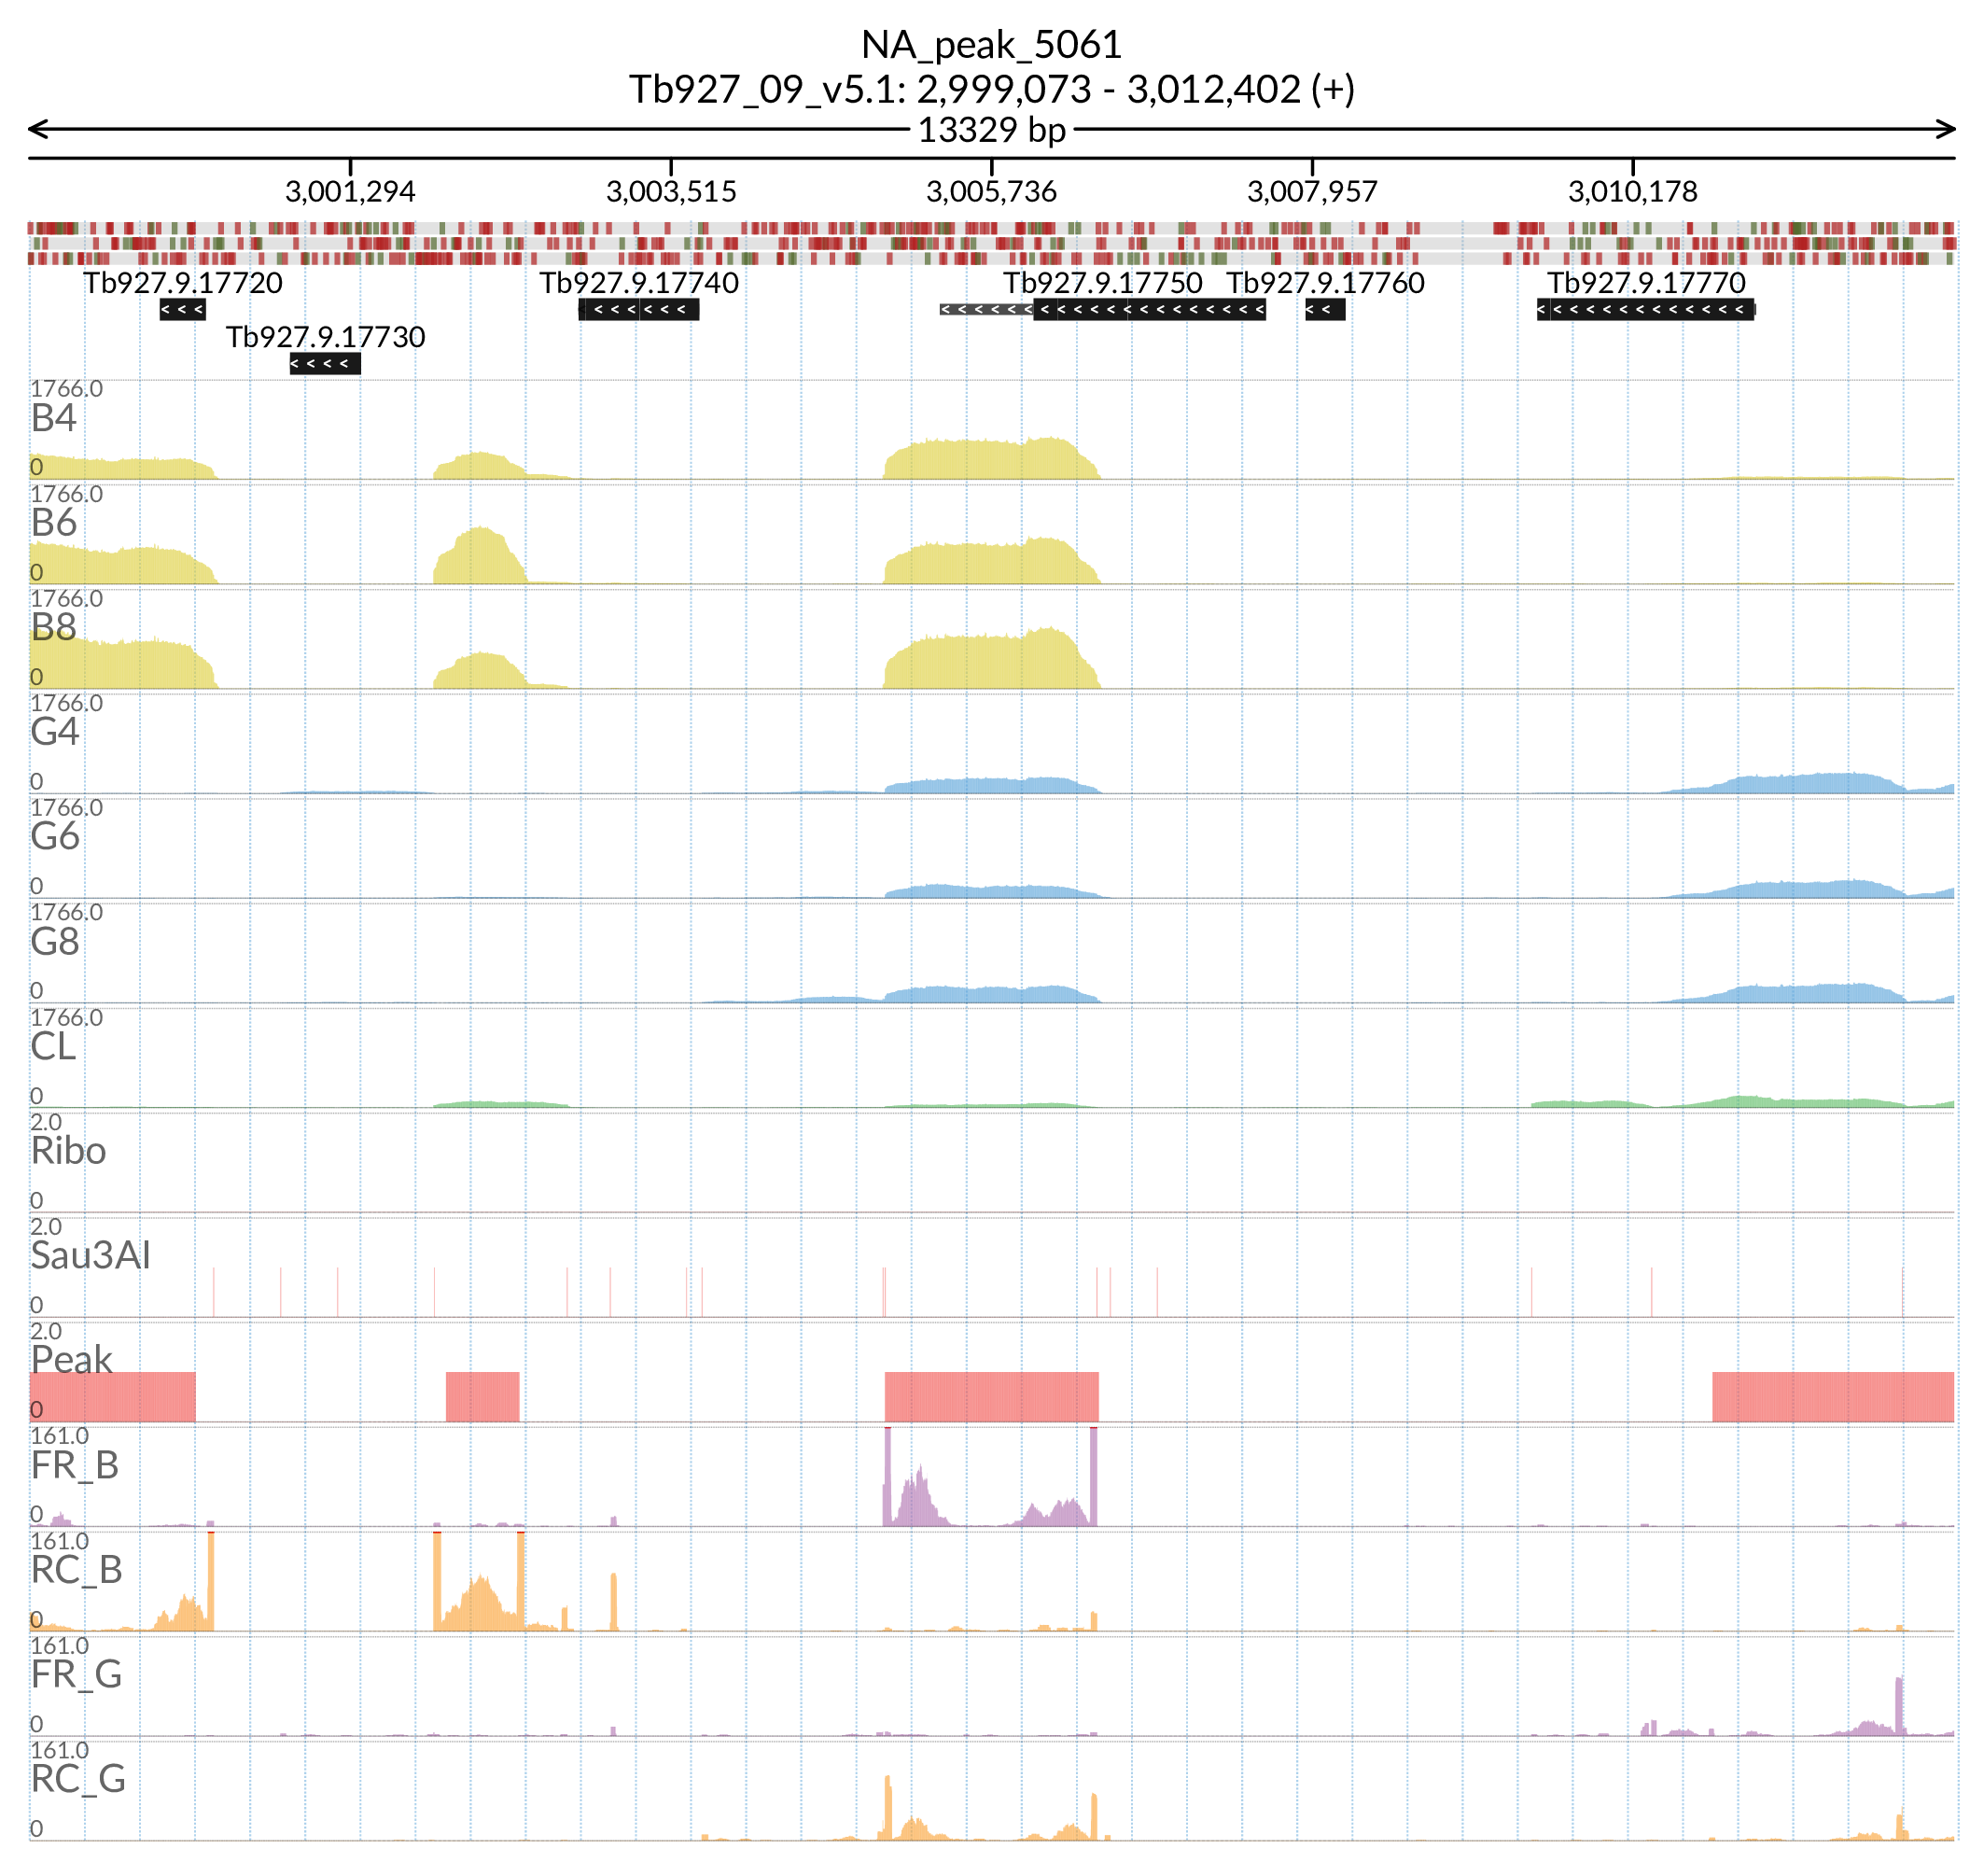 NA_peak_5061
Tb927_09_v5.1: 2,999,073 - 3,012,402 (+)
13329 bp
3,001,294 3,003,515 3,005,736 3,007,957 3,010,178
Tb927.9.17720 Tb927.9.17740 Tb927.9.17750 Tb927.9.17760 Tb927.9.17770
Tb927.9.17730
1766.0
B4
0
1766.0
B6
0
1766.0
B8
0
1766.0
G4
0
1766.0
G6
0
1766.0
G8
0
1766.0
CL
0
2.0
Ribo
0
2.0
Sau3AI
0
2.0
Peak
0
161.0
FR_B
0
161.0
RC_B
0
161.0
FR_G
0
161.0
RC_G
0